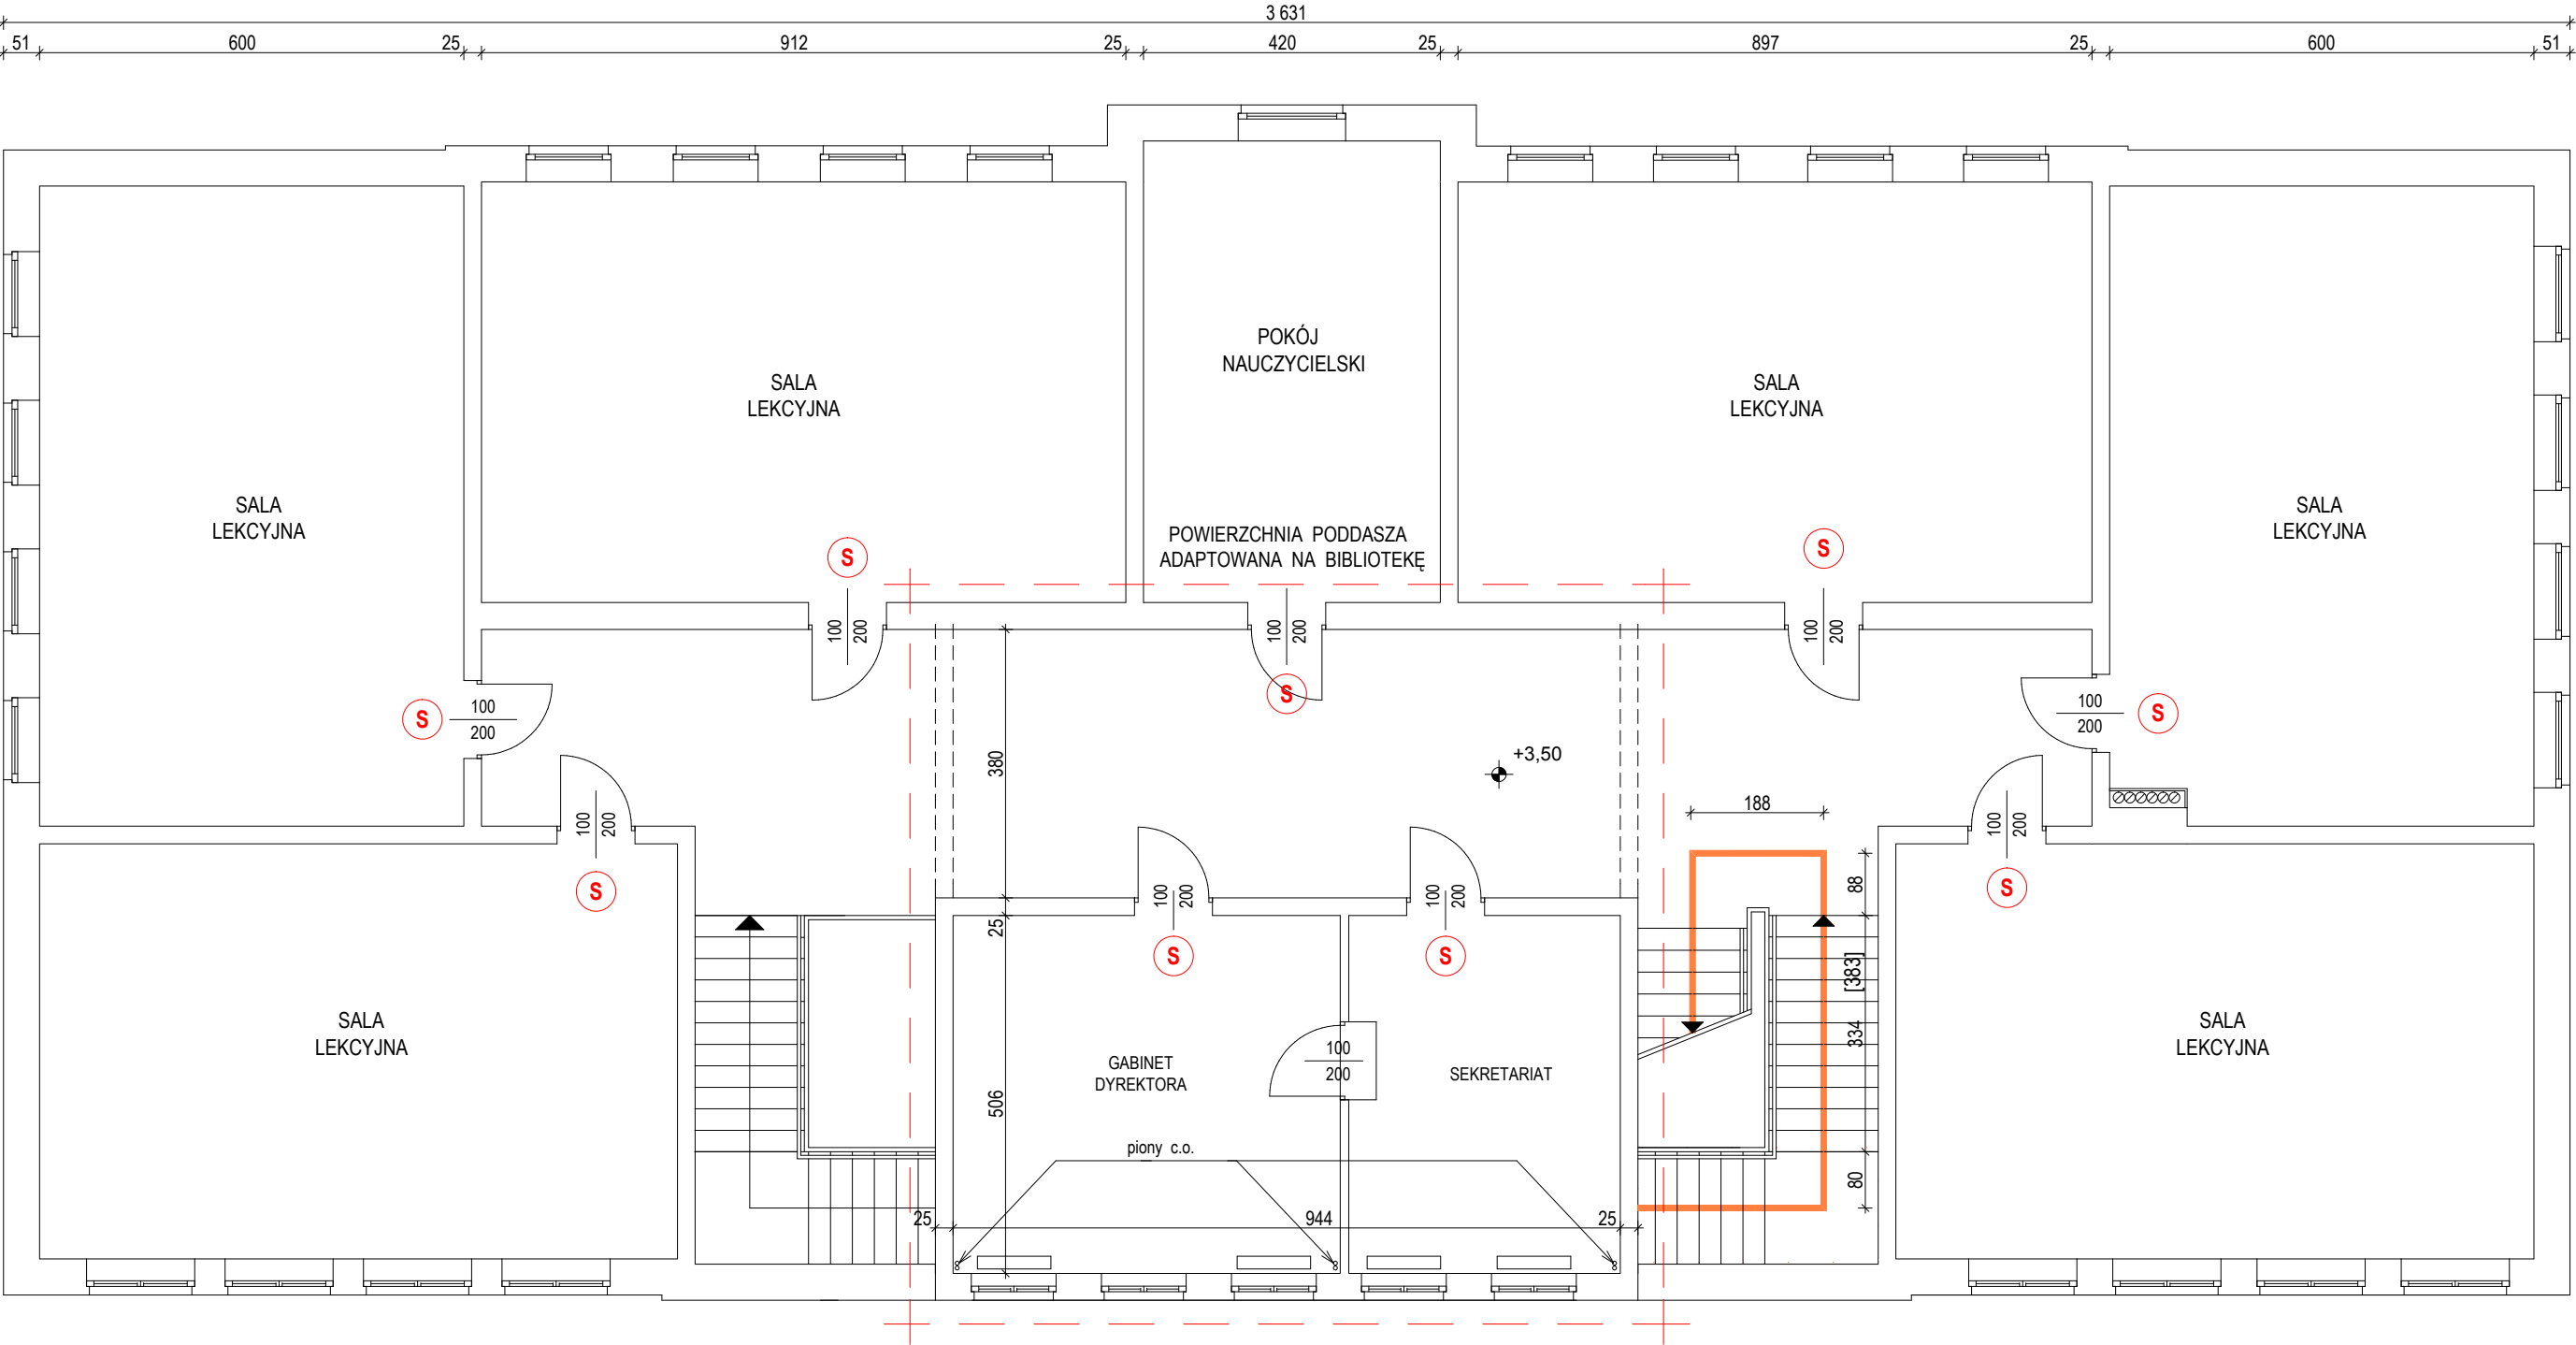 3 631
51 600 25 912 25 420 25 897 25 600 51
POKÓJ
NAUCZYCIELSKI
SALA
LEKCYJNA
SALA
LEKCYJNA
SALA
LEKCYJNA
SALA
LEKCYJNA
POWIERZCHNIA PODDASZA
ADAPTOWANA NA BIBLIOTEKĘ
S
S
100
200
100
200
100
200
S
S
100
200
100
200
S
+3,50
380
188
100
200
100
200
S
S
88
100
200
100
200
25
S
S
[383]
334
SALA
LEKCYJNA
SALA
LEKCYJNA
100
200
GABINET
DYREKTORA
SEKRETARIAT
506
piony c.o.
80
25 944 25